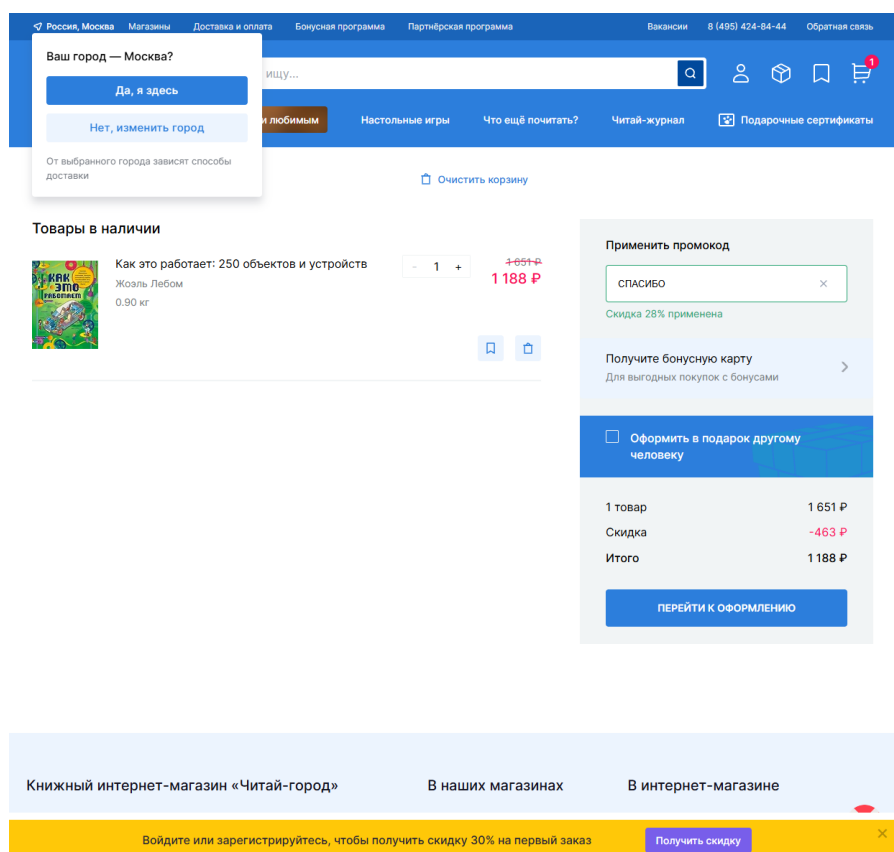 Россия, Москва Магазины Доставка и оплата Бонусная программа Партнёрская программа Вакансии 8 (495) 424-84-44 Обратная связь
Ваш город — Москва?
Да, я здесь
Нет, изменить город
От выбранного города зависят способы
доставки
ищу...
1
любимым Настольные игры Что ещё почитать? Читай-журнал Подарочные сертификаты
Очистить корзину
Товары в наличии
КАК
ЭТО
РАБОТАЕТ
Как это работает: 250 объектов и устройств
Жоэль Лебом
0.90 кг
- 1 +
1 651 ₽
1 188 ₽
Применить промокод
СПАСИБО
Скидка 28% применена
Получите бонусную карту
Для выгодных покупок с бонусами
Оформить в подарок другому
человеку
1 товар 1 651 ₽
Скидка -463 ₽
Итого 1 188 ₽
ПЕРЕЙТИ К ОФОРМЛЕНИЮ
Книжный интернет-магазин «Читай-город» В наших магазинах В интернет-магазине
Войдите или зарегистрируйтесь, чтобы получить скидку 30% на первый заказ Получить скидку